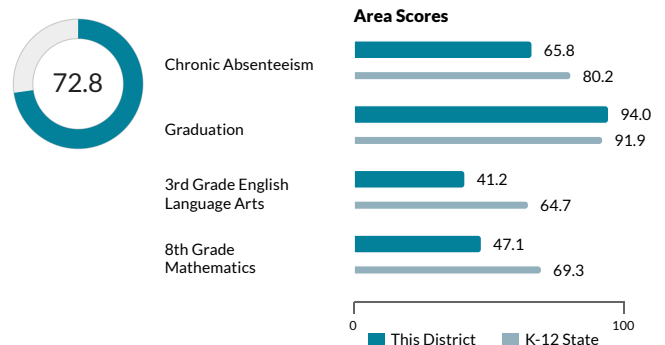 Area Scores
72.8
Chronic Absenteeism
65.8
80.2
Graduation
94.0
91.9
3rd Grade English
Language Arts
41.2
64.7
8th Grade
Mathematics
47.1
69.3
0
100
This District
K-12 State